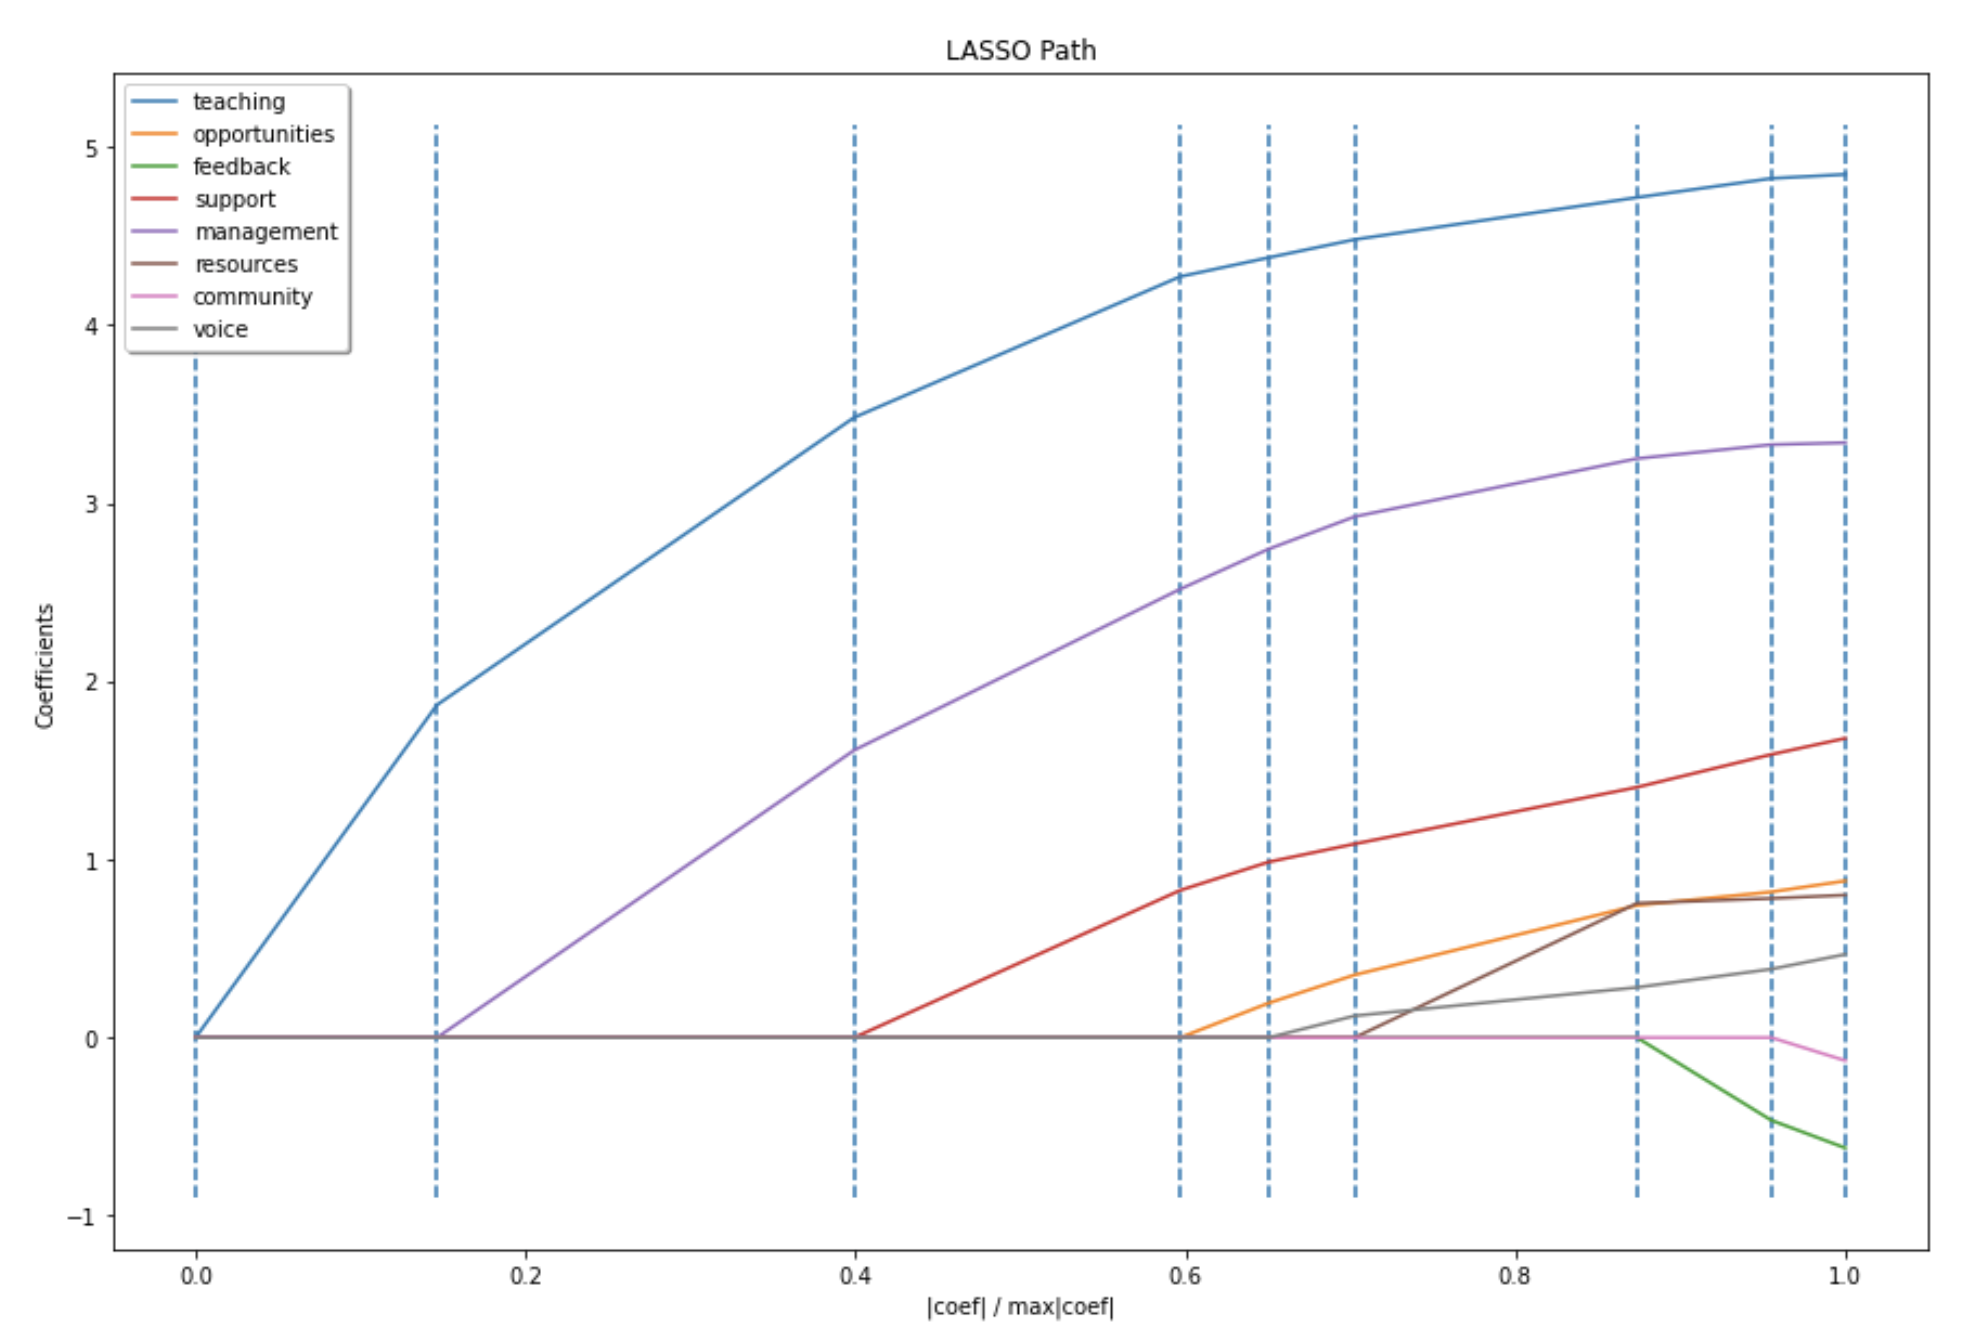 LASSO Path
teaching
opportunities
feedback
support
management
resources
community
voice
5
4
3
2
1
0
−1
Coefficients
0.0 0.2 0.4 0.6 0.8 1.0
|coef| / max|coef|